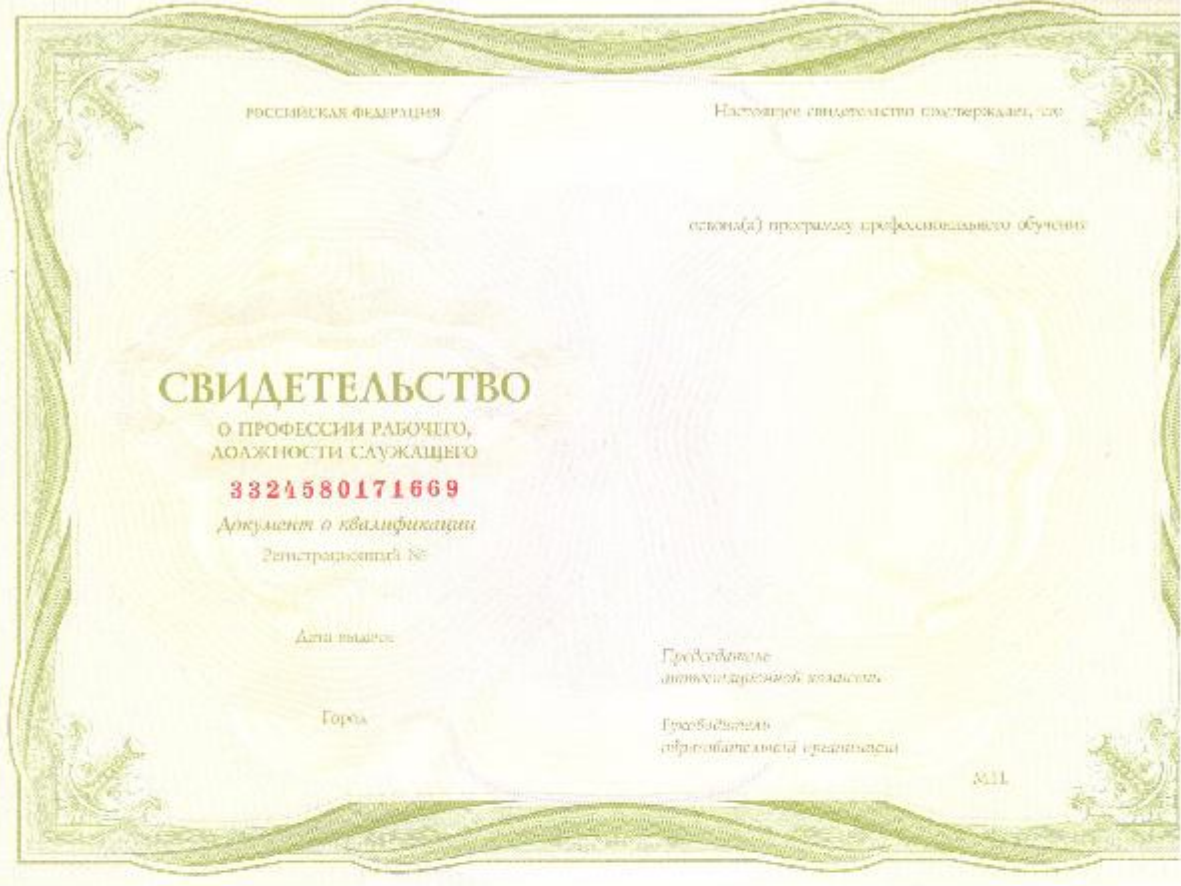 РОССИЙСКАЯ ФЕДЕРАЦИЯ
СВИДЕТЕЛЬСТВО
О ПРОФЕССИИ РАБОЧЕГО,
ДОЛЖНОСТИ СЛУЖАЩЕГО
3324580171669
Документ о квалификации
Регистрационный №
Дата выдачи
Город
Настоящее свидетельство подтверждает, что
освоил(а) программу профессионального обучения
Председатель
аттестационной комиссии
Руководитель
образовательной организации
М.П.